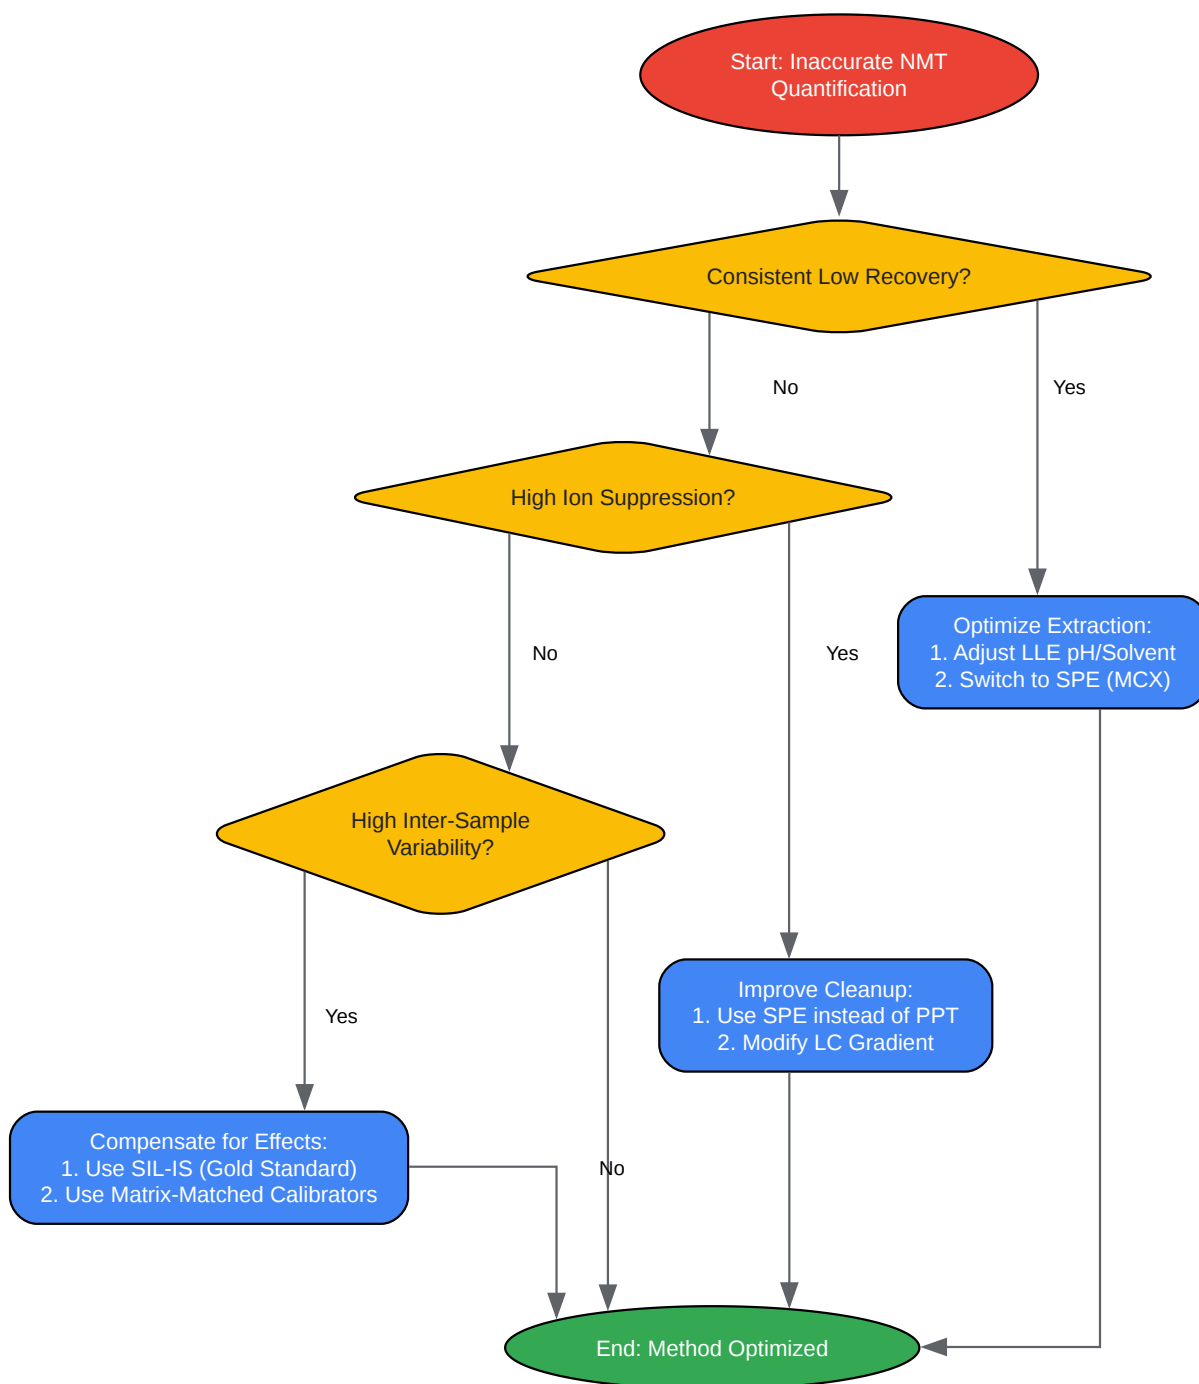 Start: Inaccurate NMT
Quantification
Consistent Low Recovery?
No
Yes
High Ion Suppression?
Optimize Extraction:
1. Adjust LLE pH/Solvent
2. Switch to SPE (MCX)
No
Yes
High Inter-Sample
Variability?
Improve Cleanup:
1. Use SPE instead of PPT
2. Modify LC Gradient
Yes
Compensate for Effects:
1. Use SIL-IS (Gold Standard)
2. Use Matrix-Matched Calibrators
No
End: Method Optimized